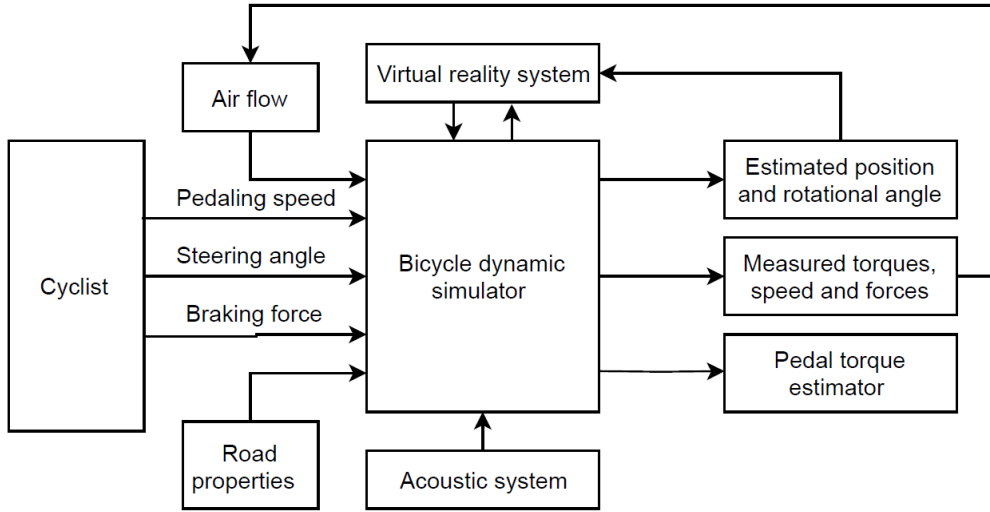 Virtual reality system
Air flow
Estimated position
and rotational angle
Pedaling speed
Steering angle
Cyclist
Bicycle dynamic
simulator
Measured torques,
speed and forces
Braking force
Pedal torque
estimator
Road
properties
Acoustic system